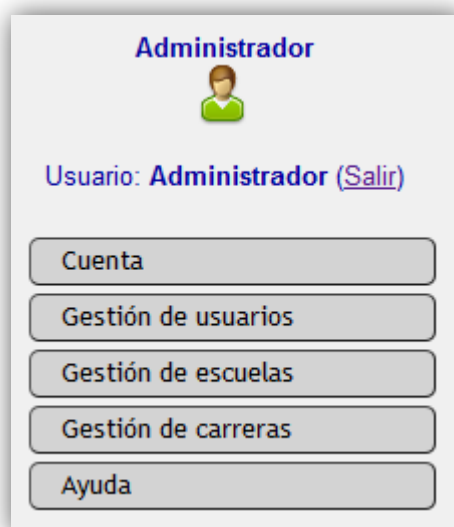 Administrador
Usuario: Administrador (Salir)
Cuenta
Gestión de usuarios
Gestión de escuelas
Gestión de carreras
Ayuda